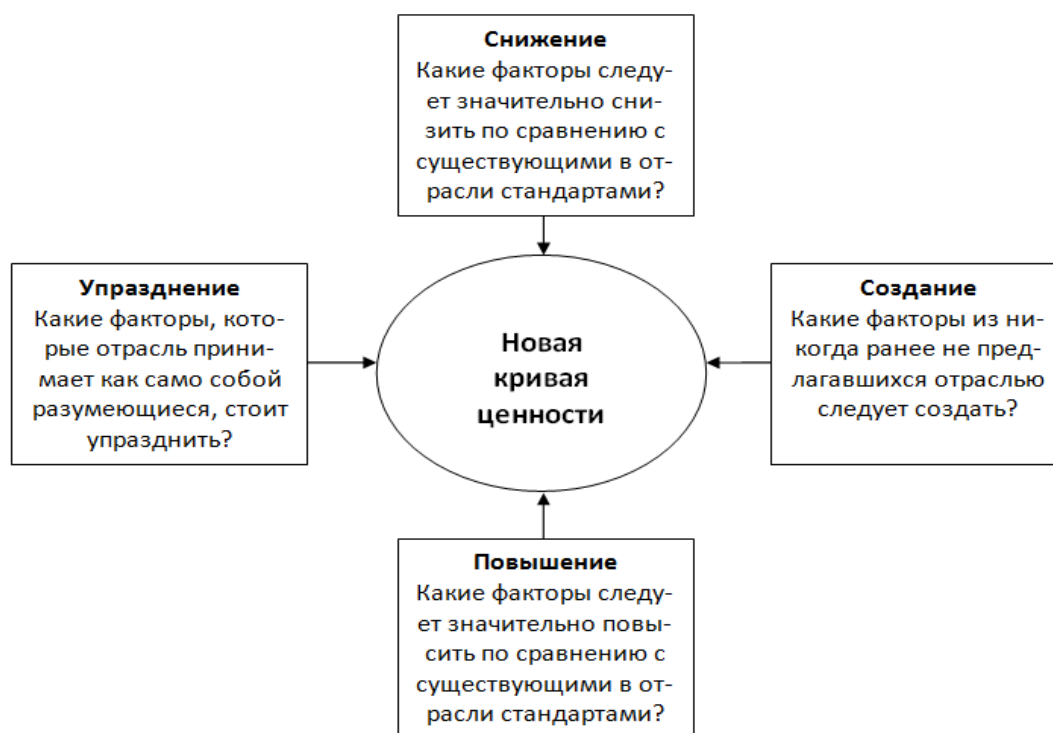 Снижение
Какие факторы следу-
ет значительно сни-
зить по сравнению с
существующими в от-
расли стандартами?
Упразднение
Какие факторы, кото-
рые отрасль прини-
мает как само собой
разумеющиеся, стоит
упразднить?
Новая
кривая
ценности
Создание
Какие факторы из ни-
когда ранее не пред-
лагавшихся отраслью
следует создать?
Повышение
Какие факторы следу-
ет значительно повы-
сить по сравнению с
существующими в от-
расли стандартами?